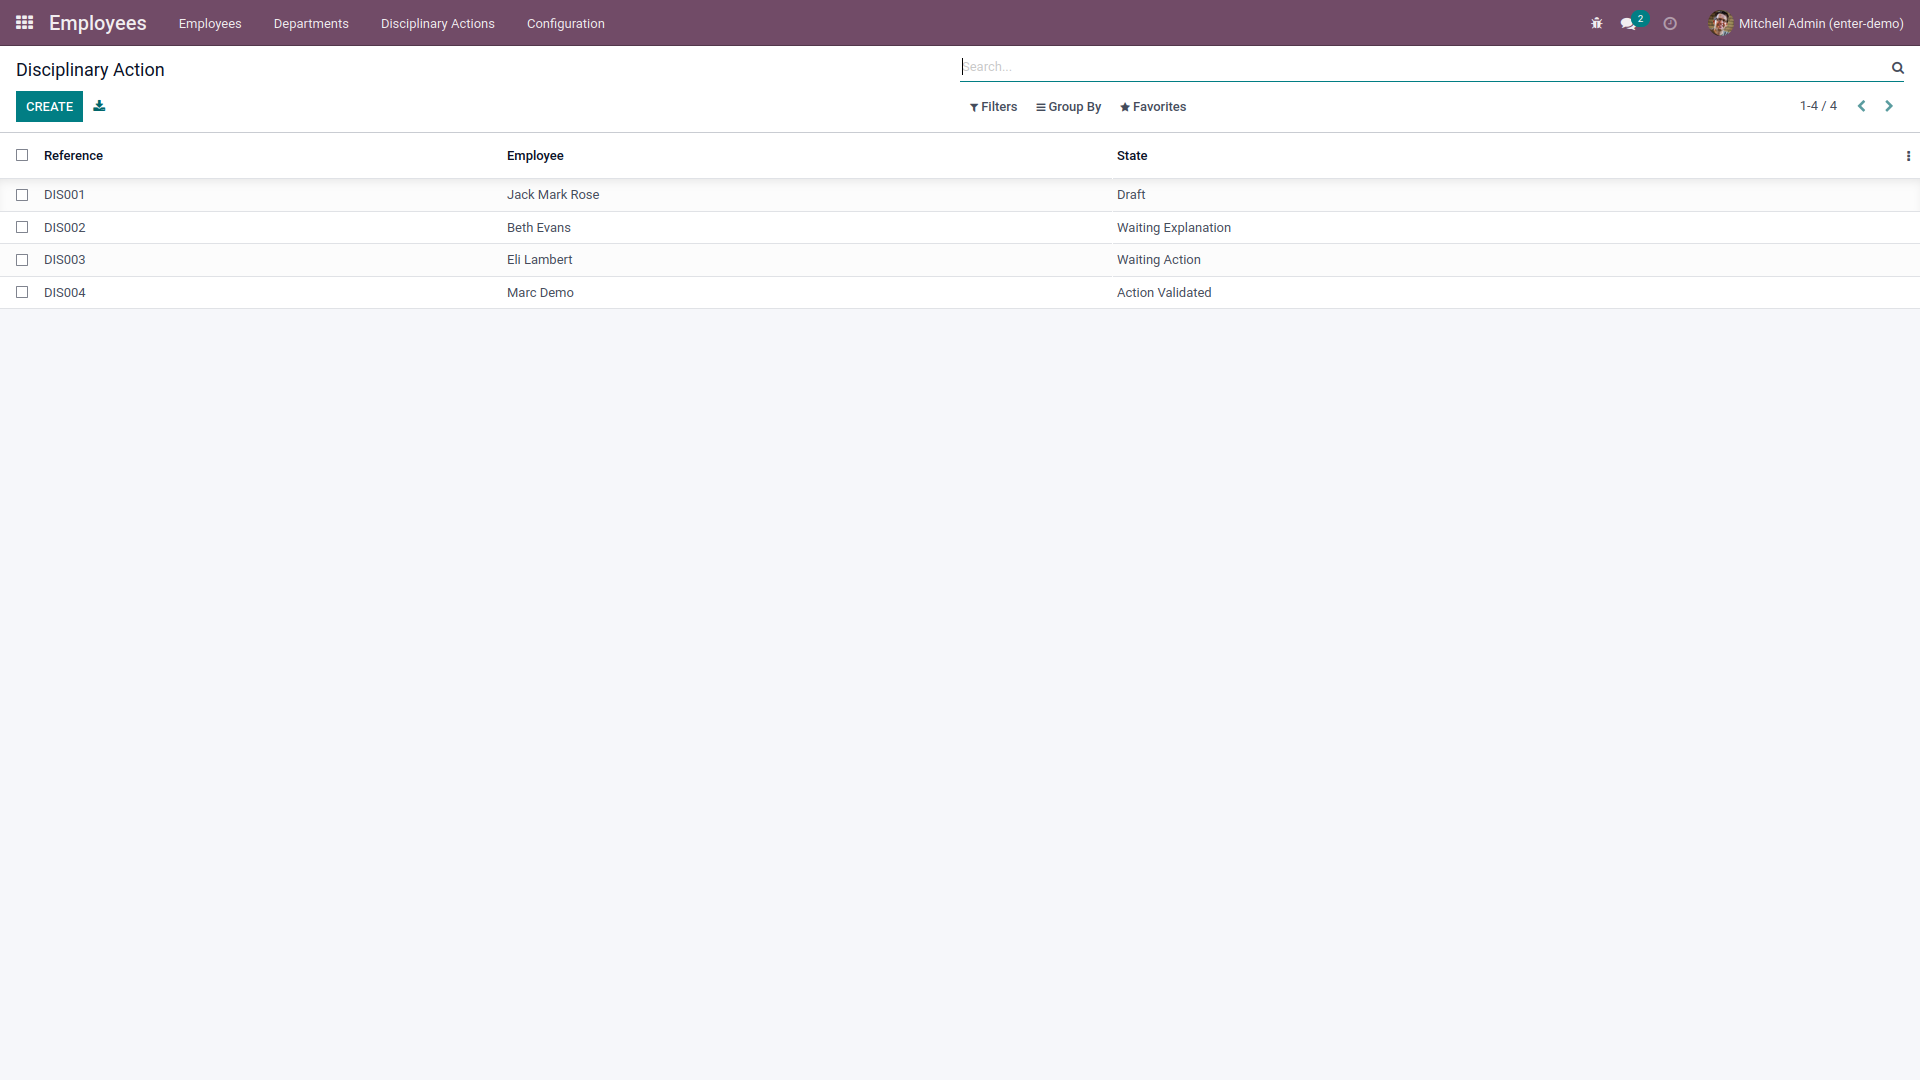 Employees Employees Departments Disciplinary Actions Configuration 2 Mitchell Admin (enter-demo)
Disciplinary Action Search...
CREATE Filters Group By Favorites 1-4 / 4
Reference Employee State
DIS001 Jack Mark Rose Draft
DIS002 Beth Evans Waiting Explanation
DIS003 Eli Lambert Waiting Action
DIS004 Marc Demo Action Validated